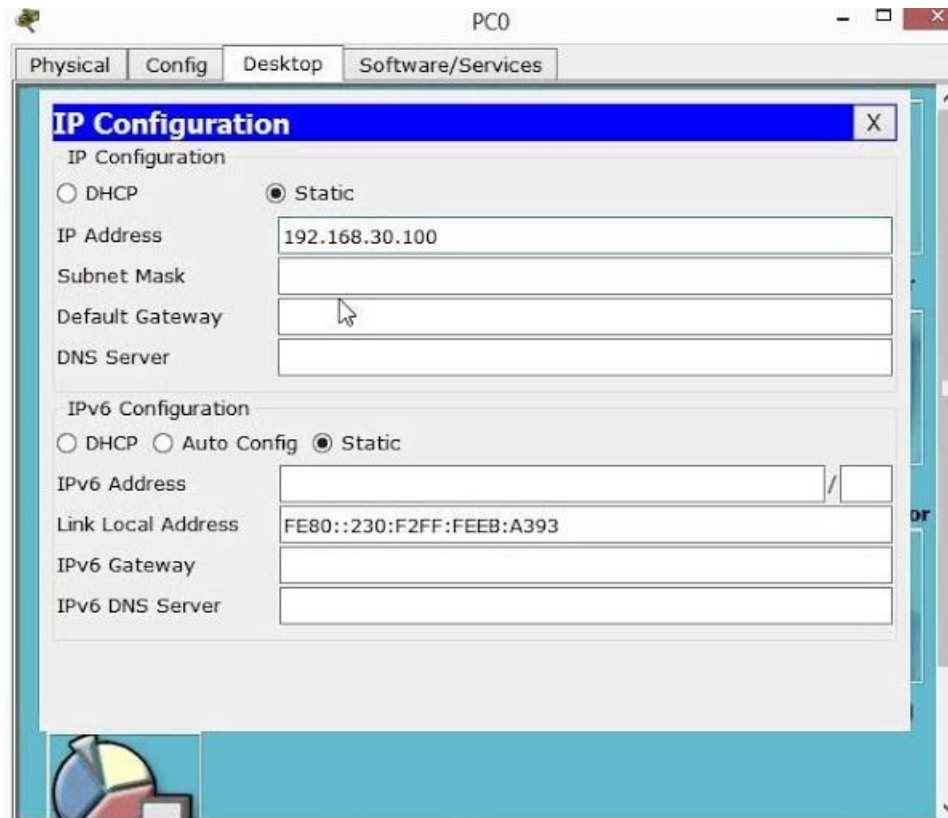 PC0
Physical Config Desktop Software/Services
IP Configuration X
IP Configuration
DHCP Static
IP Address 192.168.30.100
Subnet Mask
Default Gateway
DNS Server
IPv6 Configuration
DHCP Auto Config Static
IPv6 Address /
Link Local Address FE80::230:F2FF:FEEB:A393
IPv6 Gateway
IPv6 DNS Server
or